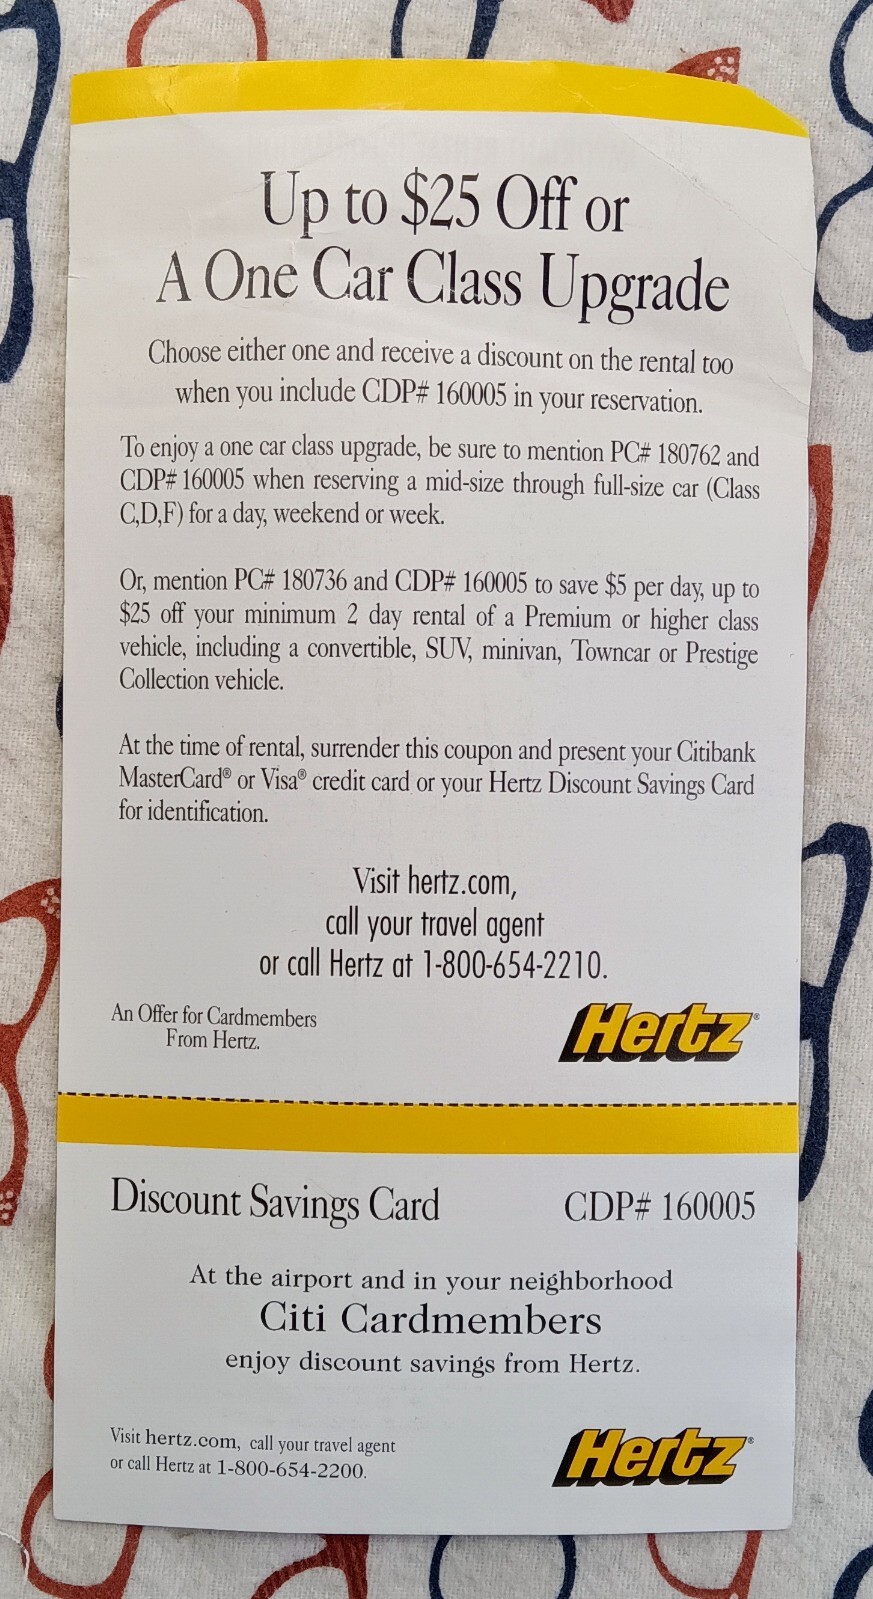 Up to $25 Off or
A One Car Class Upgrade
Choose either one and receive a discount on the rental too
when you include CDP# 160005 in your reservation.
To enjoy a one car class upgrade, be sure to mention PC# 180762 and
CDP# 160005 when reserving a mid-size through full-size car (Class
C,D,F) for a day, weekend or week.
Or, mention PC# 180736 and CDP# 160005 to save $5 per day, up to
$25 off your minimum 2 day rental of a Premium or higher class
vehicle, including a convertible, SUV, minivan, Towncar or Prestige
Collection vehicle.
At the time of rental, surrender this coupon and present your Citibank
MasterCard® or Visa® credit card or your Hertz Discount Savings Card
for identification.
Visit hertz.com,
call your travel agent
or call Hertz at 1-800-654-2210.
An Offer for Cardmembers
From Hertz.
Hertz®
Discount Savings Card CDP# 160005
At the airport and in your neighborhood
Citi Cardmembers
enjoy discount savings from Hertz.
Visit hertz.com, call your travel agent
or call Hertz at 1-800-654-2200.
Hertz®